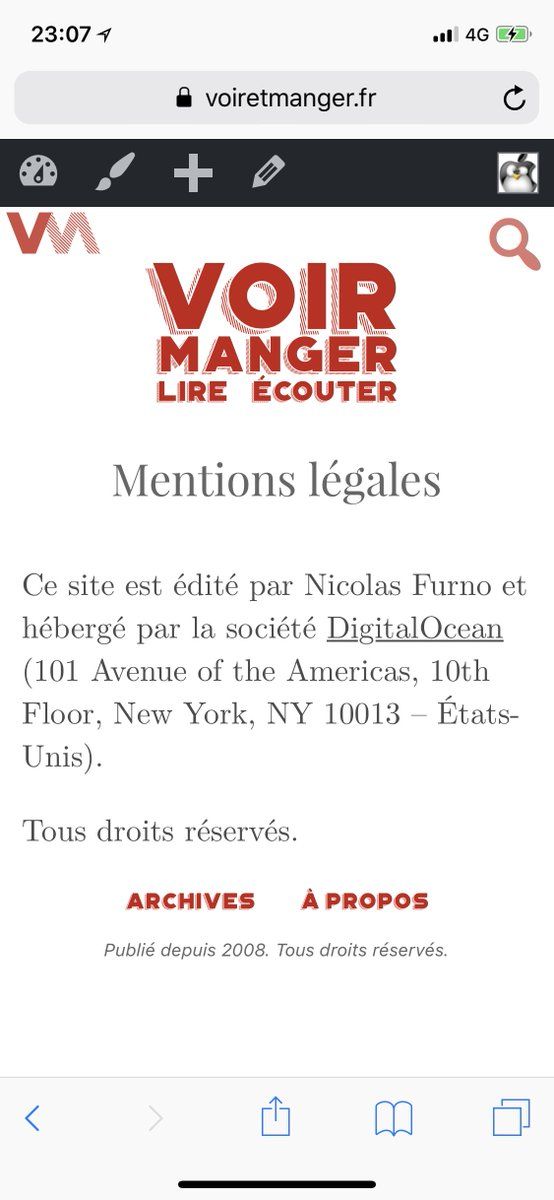 23:07
4G
voiretmanger.fr
VM
VOIR
MANGER
LIRE ÉCOUTER
Mentions légales
Ce site est édité par Nicolas Furno et
hébergé par la société DigitalOcean
(101 Avenue of the Americas, 10th
Floor, New York, NY 10013 – États-
Unis).
Tous droits réservés.
ARCHIVES À PROPOS
Publié depuis 2008. Tous droits réservés.